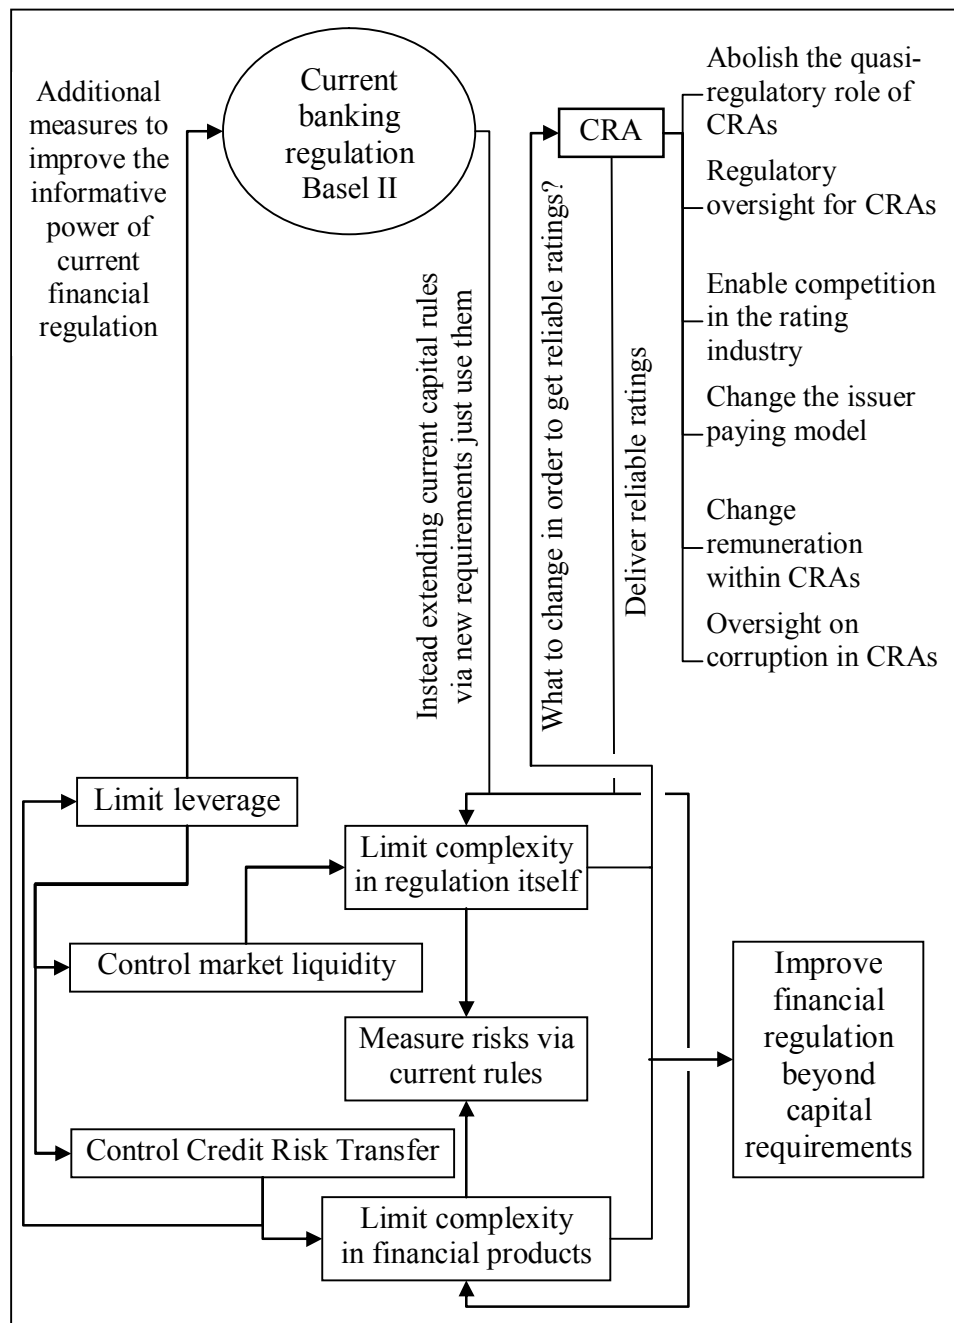 Additional
measures to
improve the
informative
power of
current
financial
regulation
Current
banking
regulation
Basel II
Instead extending current capital rules
via new requirements just use them
What to change in order to get reliable ratings?
Deliver reliable ratings
CRA
Abolish the quasi-
regulatory role of
CRAs
Regulatory
oversight for CRAs
Enable competition
in the rating
industry
Change the issuer
paying model
Change
remuneration
within CRAs
Oversight on
corruption in CRAs
Limit leverage
Limit complexity
in regulation itself
Control market liquidity
Measure risks via
current rules
Control Credit Risk Transfer
Limit complexity
in financial products
Improve
financial
regulation
beyond
capital
requirements